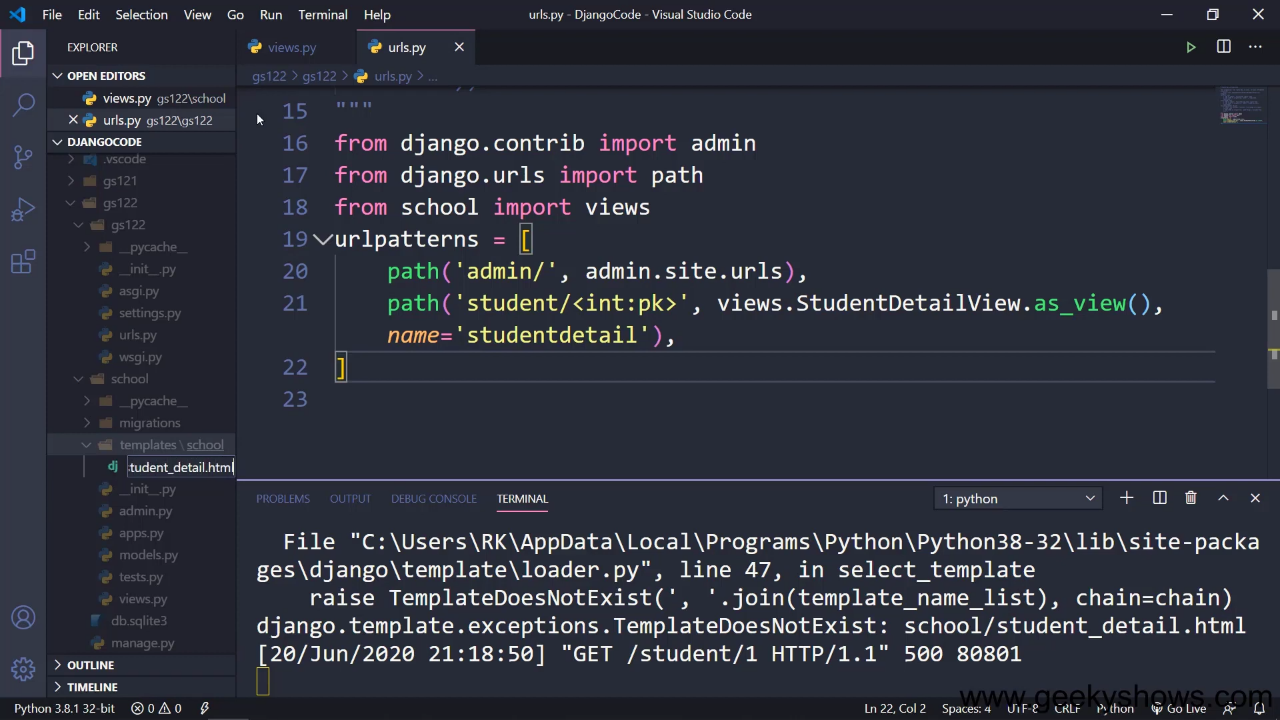 File Edit Selection View Go Run Terminal Help
urls.py - DjangoCode - Visual Studio Code
EXPLORER
OPEN EDITORS
views.py gs122\school
urls.py gs122\gs122
DJANGOCODE
.vscode
gs121
gs122
gs122
__pycache__
__init__.py
asgi.py
settings.py
urls.py
wsgi.py
school
__pycache__
migrations
templates \ school
student_detail.html
__init__.py
admin.py
apps.py
models.py
tests.py
views.py
db.sqlite3
manage.py
OUTLINE
TIMELINE
views.py urls.py
gs122 > gs122 > urls.py > ...
15 """
16 from django.contrib import admin
17 from django.urls import path
18 from school import views
19 urlpatterns = [
20 path('admin/', admin.site.urls),
21 path('student/<int:pk>', views.StudentDetailView.as_view(),
name='studentdetail'),
22 ]
23
PROBLEMS OUTPUT DEBUG CONSOLE TERMINAL 1: python
File "C:\Users\RK\AppData\Local\Programs\Python\Python38-32\lib\site-packa
ges\django\template\loader.py", line 47, in select_template
raise TemplateDoesNotExist(', '.join(template_name_list), chain=chain)
django.template.exceptions.TemplateDoesNotExist: school/student_detail.html
[20/Jun/2020 21:18:50] "GET /student/1 HTTP/1.1" 500 80801
www.geekyshows.com
Python 3.8.1 32-bit 0 0 Ln 22, Col 2 Spaces: 4 UTF-8 CRLF Python Go Live